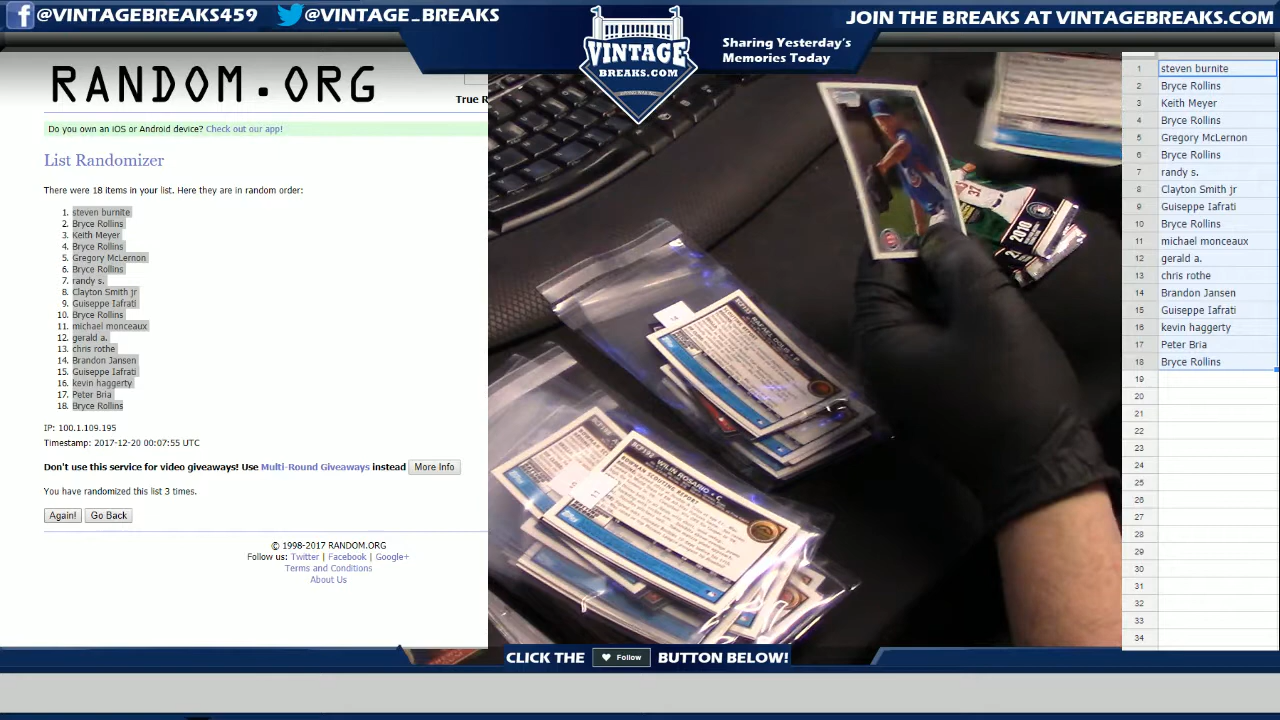 @VINTAGEBREAKS459
@VINTAGE_BREAKS
VINTAGE
BREAKS.COM
Sharing Yesterday's
Memories Today
JOIN THE BREAKS AT VINTAGEBREAKS.COM
RANDOM.ORG
True R
Do you own an iOS or Android device? Check out our app!
List Randomizer
There were 18 items in your list. Here they are in random order:
1. steven burnite
2. Bryce Rollins
3. Keith Meyer
4. Bryce Rollins
5. Gregory McLernon
6. Bryce Rollins
7. randy s.
8. Clayton Smith jr
9. Guiseppe Iafrati
10. Bryce Rollins
11. michael monceaux
12. gerald a.
13. chris rothe
14. Brandon Jansen
15. Guiseppe Iafrati
16. kevin haggerty
17. Peter Bria
18. Bryce Rollins
IP: 100.1.109.195
Timestamp: 2017-12-20 00:07:55 UTC
Don't use this service for video giveaways! Use Multi-Round Giveaways instead
More Info
You have randomized this list 3 times.
Again!
Go Back
© 1998-2017 RANDOM.ORG
Follow us: Twitter | Facebook | Google+
Terms and Conditions
About Us
37
2010
Topps
WILIN ROSARIO • C
BOWMAN SCOUTING REPORT
Topps
1 steven burnite
2 Bryce Rollins
3 Keith Meyer
4 Bryce Rollins
5 Gregory McLernon
6 Bryce Rollins
7 randy s.
8 Clayton Smith jr
9 Guiseppe Iafrati
10 Bryce Rollins
11 michael monceaux
12 gerald a.
13 chris rothe
14 Brandon Jansen
15 Guiseppe Iafrati
16 kevin haggerty
17 Peter Bria
18 Bryce Rollins
19
20
21
22
23
24
25
26
27
28
29
30
31
32
33
34
CLICK THE
Follow
BUTTON BELOW!